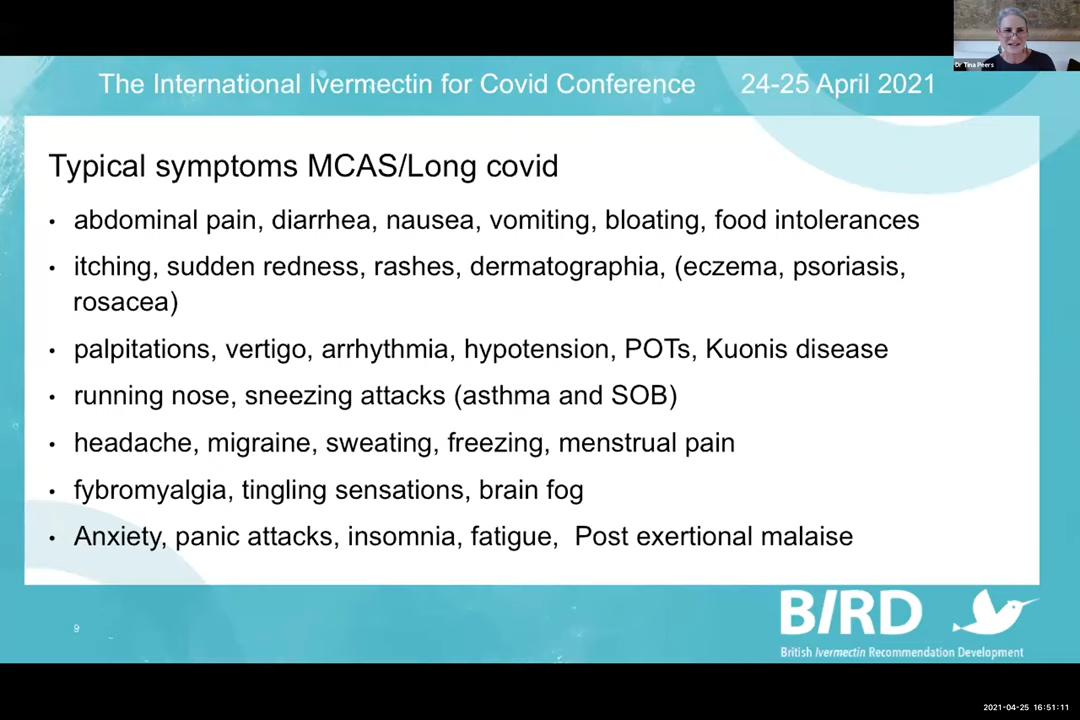 Dr Tina Peers
The International Ivermectin for Covid Conference 24-25 April 2021
Typical symptoms MCAS/Long covid
• abdominal pain, diarrhea, nausea, vomiting, bloating, food intolerances
• itching, sudden redness, rashes, dermatographia, (eczema, psoriasis,
rosacea)
• palpitations, vertigo, arrhythmia, hypotension, POTs, Kuonis disease
• running nose, sneezing attacks (asthma and SOB)
• headache, migraine, sweating, freezing, menstrual pain
• fybromyalgia, tingling sensations, brain fog
• Anxiety, panic attacks, insomnia, fatigue, Post exertional malaise
9
BIRD
British Ivermectin Recommendation Development
2021-04-25 16:51:11